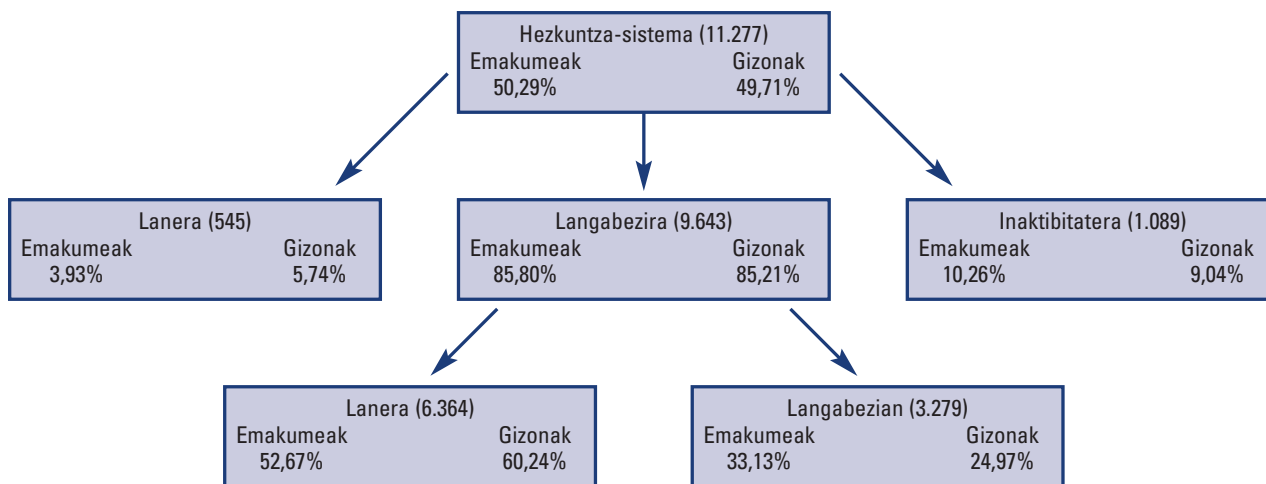 Hezkuntza-sistema (11.277)
Emakumeak Gizonak
50,29% 49,71%
Lanera (545)
Emakumeak Gizonak
3,93% 5,74%
Langabezira (9.643)
Emakumeak Gizonak
85,80% 85,21%
Inaktibitatera (1.089)
Emakumeak Gizonak
10,26% 9,04%
Lanera (6.364)
Emakumeak Gizonak
52,67% 60,24%
Langabezian (3.279)
Emakumeak Gizonak
33,13% 24,97%